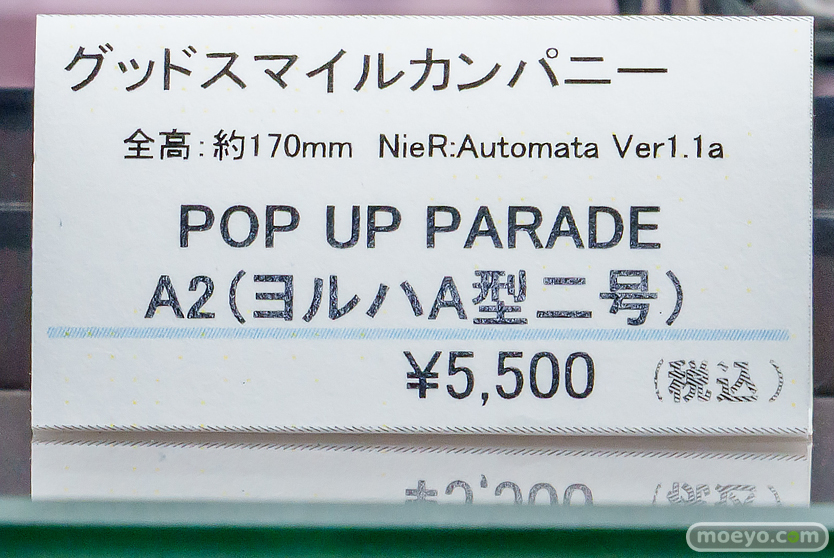 グッドスマイルカンパニー
全高：約170mm NieR:Automata Ver1.1a
POP UP PARADE
A2(ヨルハA型二号)
¥5,500 (税込)
moeyo.com